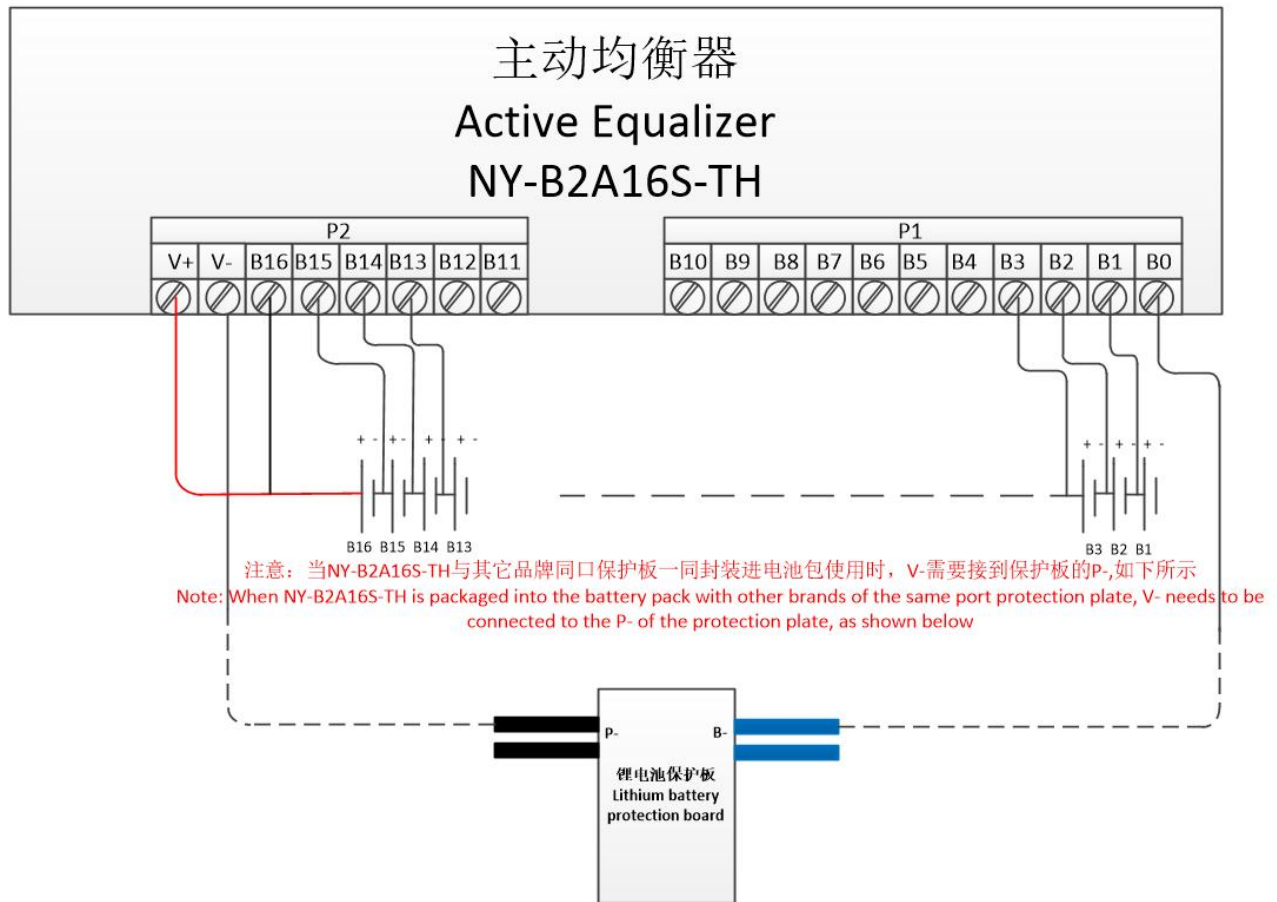 主动均衡器
Active Equalizer
NY-B2A16S-TH
P2 P1
V+ V- B16 B15 B14 B13 B12 B11 B10 B9 B8 B7 B6 B5 B4 B3 B2 B1 B0
+ - + - + - + - + - + - + -
B16 B15 B14 B13 B3 B2 B1
注意：当NY-B2A16S-TH与其它品牌同口保护板一同封装进电池包使用时，V-需要接到保护板的P-,如下所示
Note: When NY-B2A16S-TH is packaged into the battery pack with other brands of the same port protection plate, V- needs to be
connected to the P- of the protection plate, as shown below
P- B-
锂电池保护板
Lithium battery
protection board